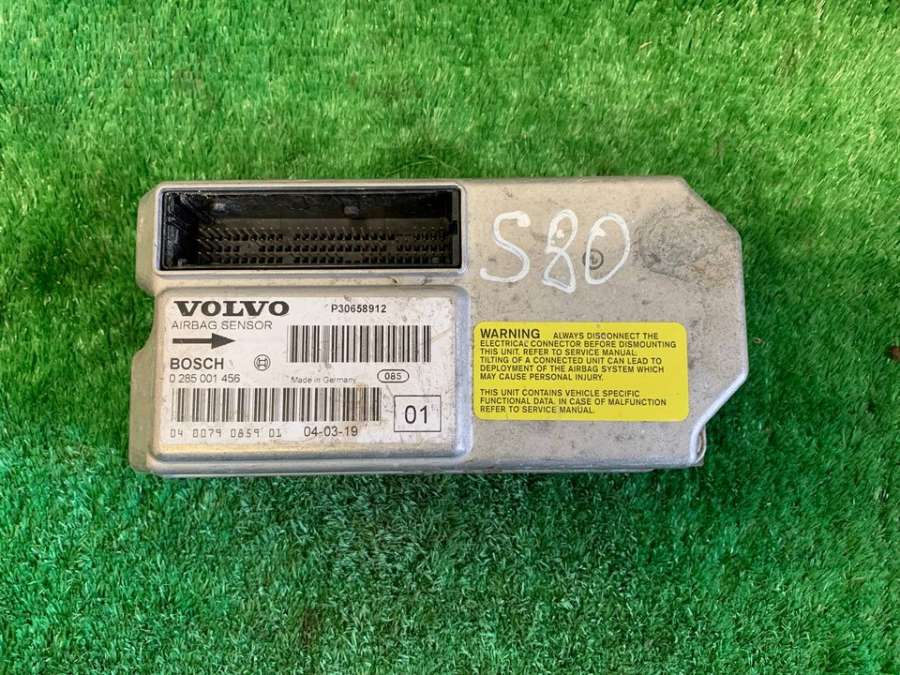 S80
VOLVO
P30658912
AIRBAG SENSOR
BOSCH
0 285 001 456
Made in Germany
085
01
04 0079 0859 01
04-03-19
WARNING ALWAYS DISCONNECT THE
ELECTRICAL CONNECTOR BEFORE DISMOUNTING
THIS UNIT. REFER TO SERVICE MANUAL.
TILTING OF A CONNECTED UNIT CAN LEAD TO
DEPLOYMENT OF THE AIRBAG SYSTEM WHICH
MAY CAUSE PERSONAL INJURY.
THIS UNIT CONTAINS VEHICLE SPECIFIC
FUNCTIONAL DATA. IN CASE OF MALFUNCTION
REFER TO SERVICE MANUAL.